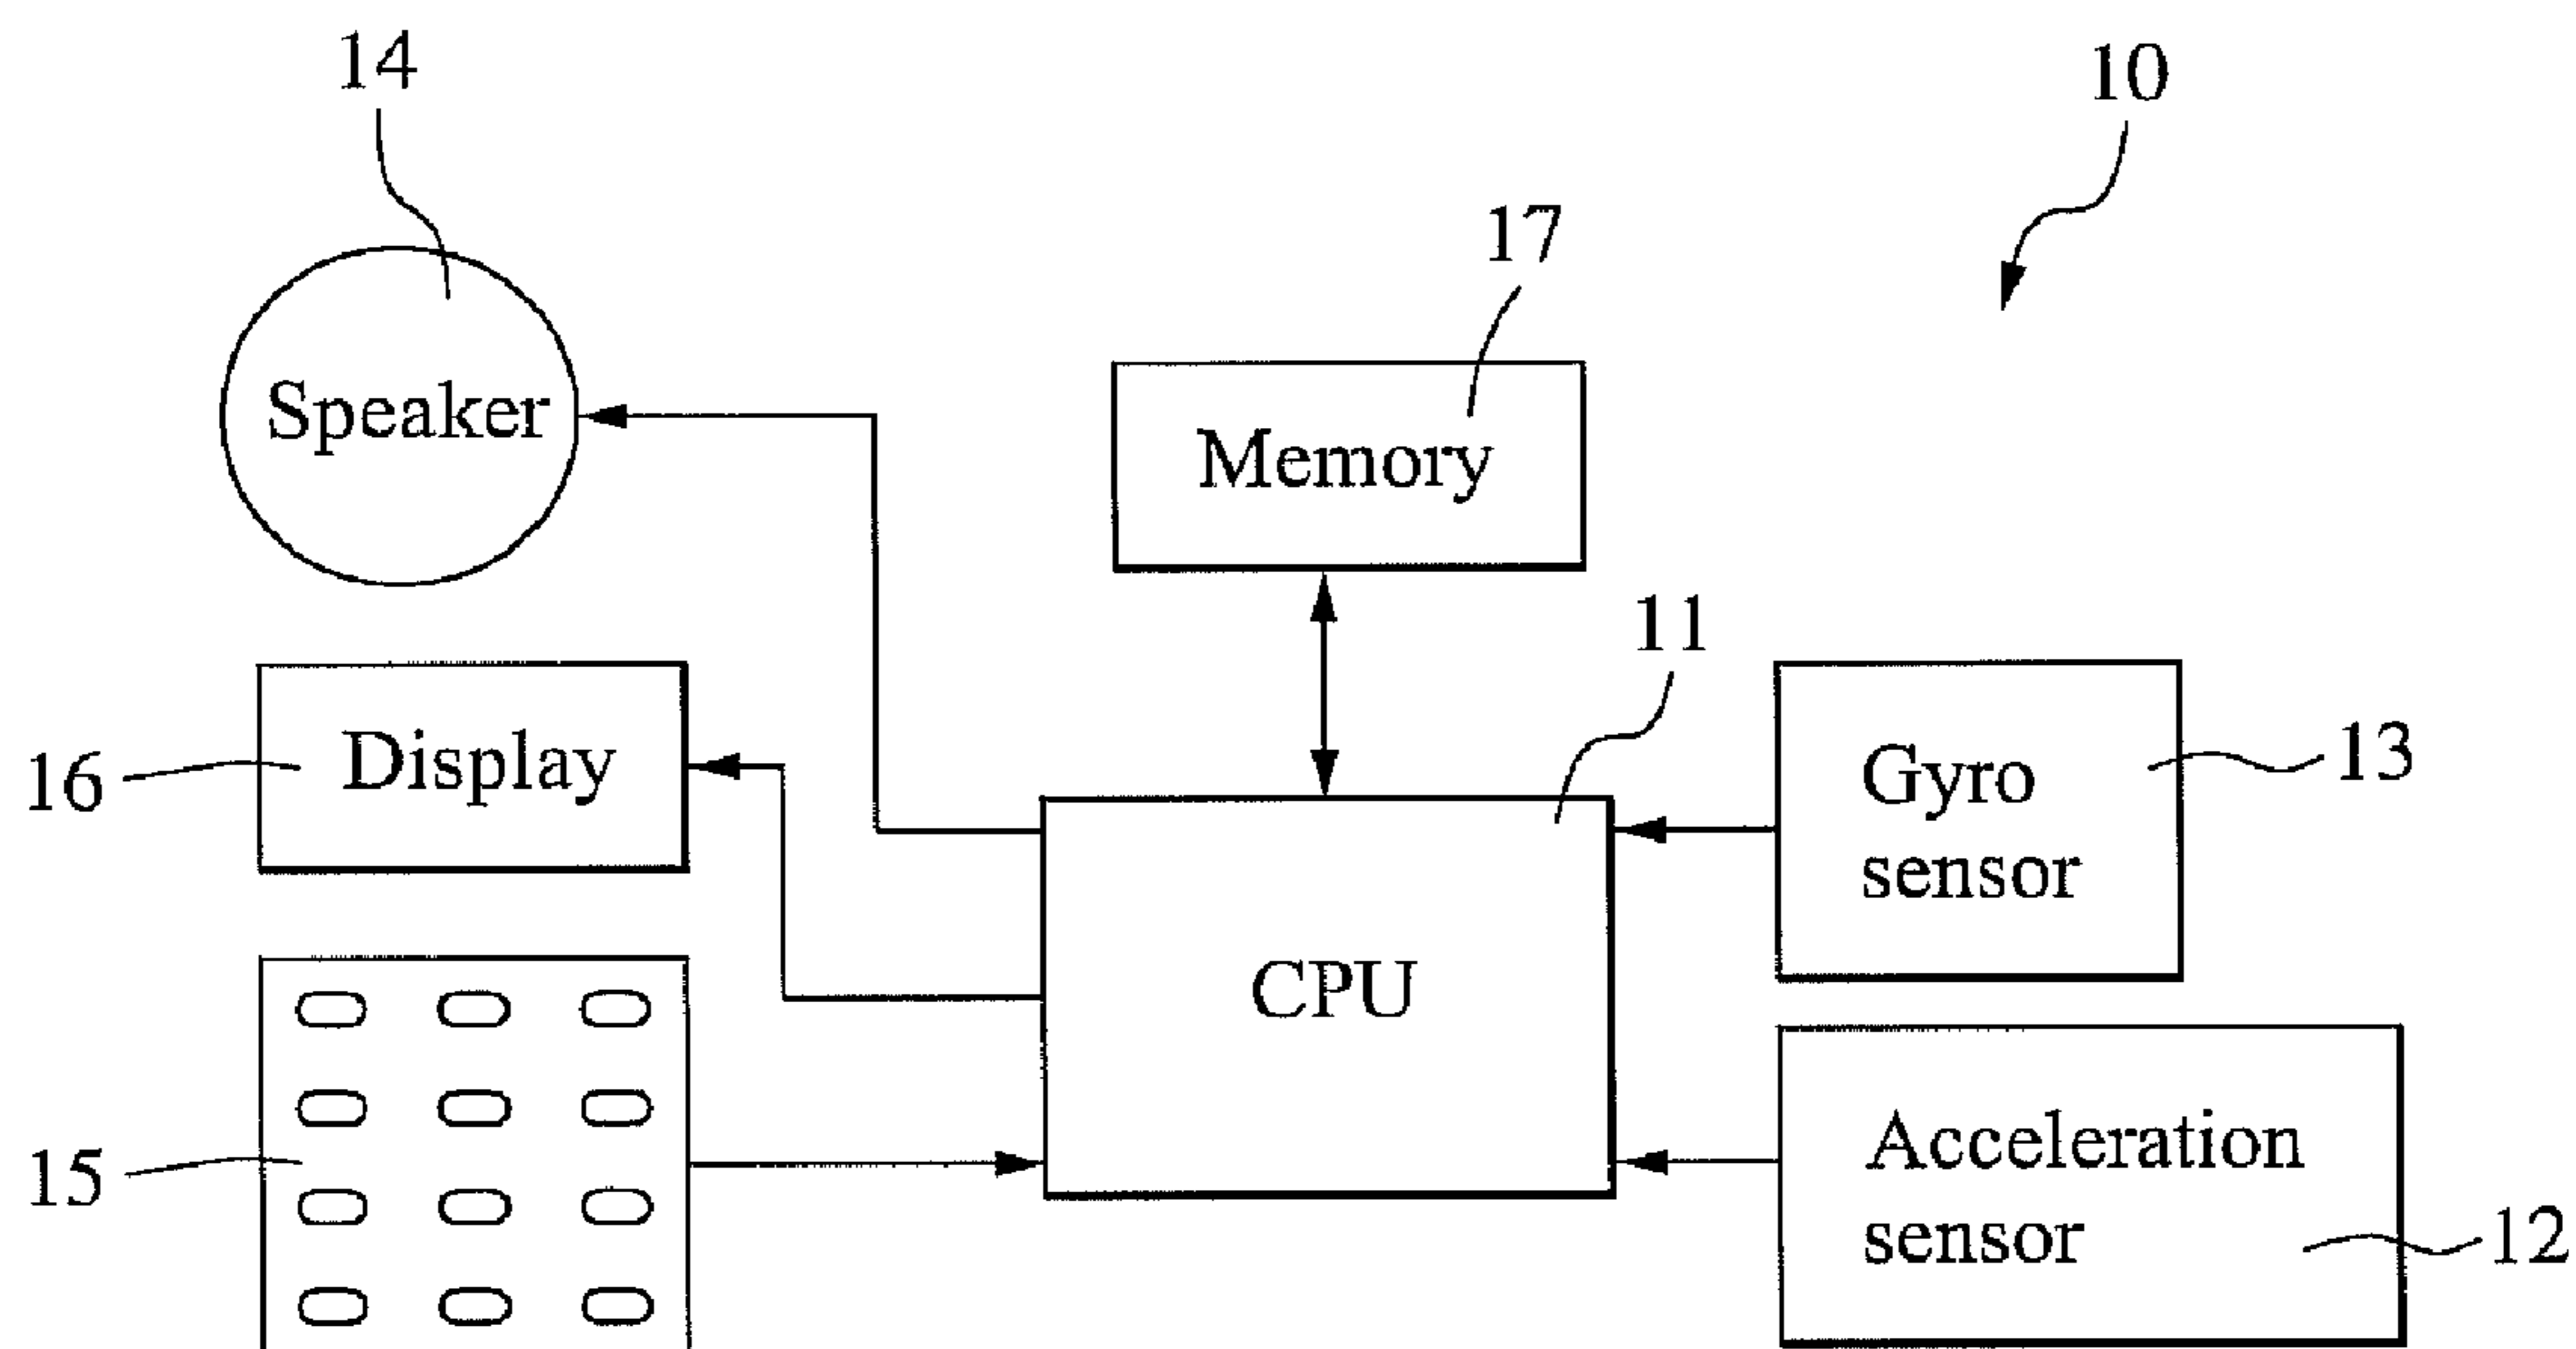 14
10
17
Speaker
Memory
11
16
Display
Gyro
sensor
13
CPU
15
Acceleration
sensor
12